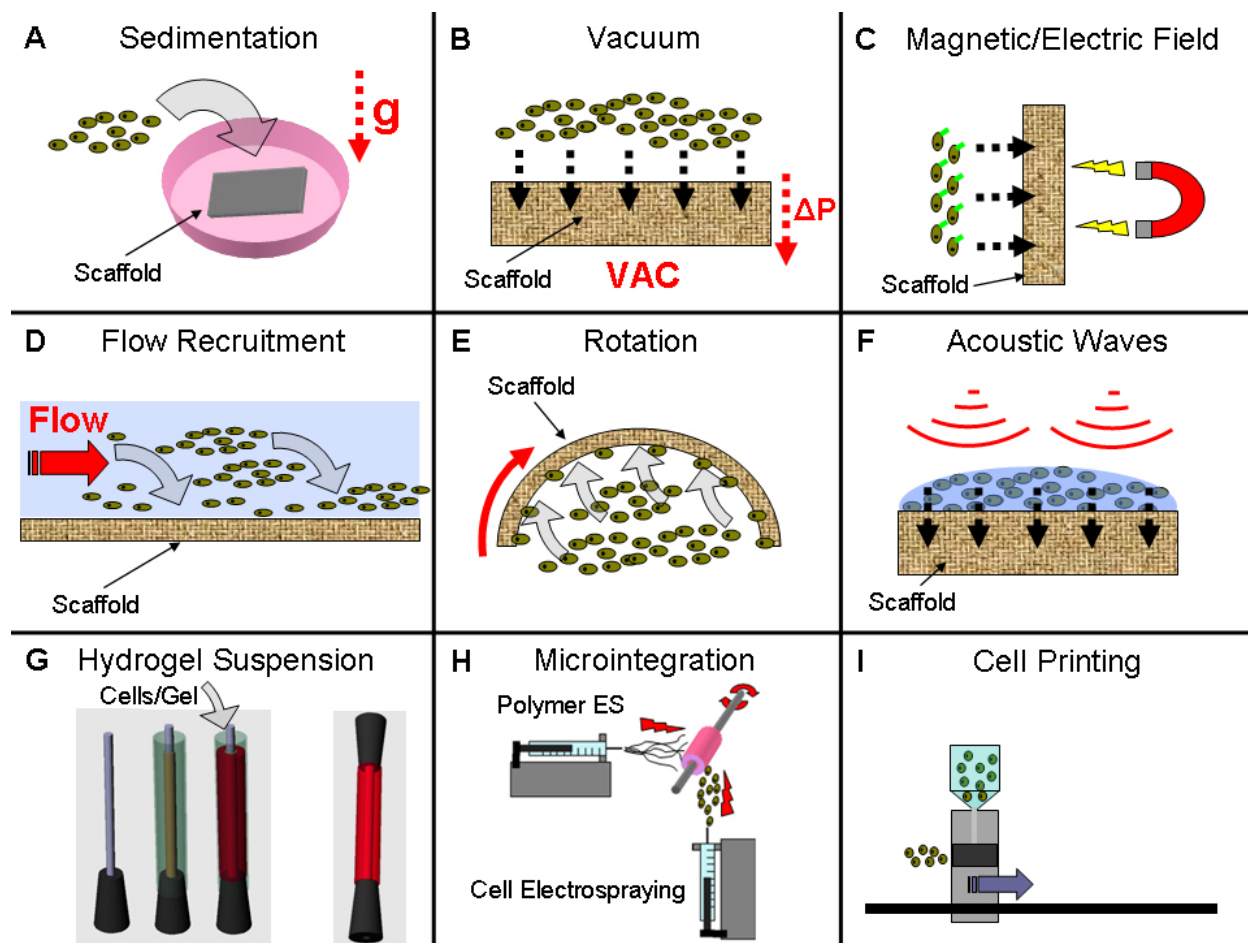 A Sedimentation
g
Scaffold
B Vacuum
ΔP
Scaffold
VAC
C Magnetic/Electric Field
Scaffold
D Flow Recruitment
Flow
Scaffold
E Rotation
Scaffold
F Acoustic Waves
Scaffold
G Hydrogel Suspension
Cells/Gel
H Microintegration
Polymer ES
Cell Electrospraying
I Cell Printing